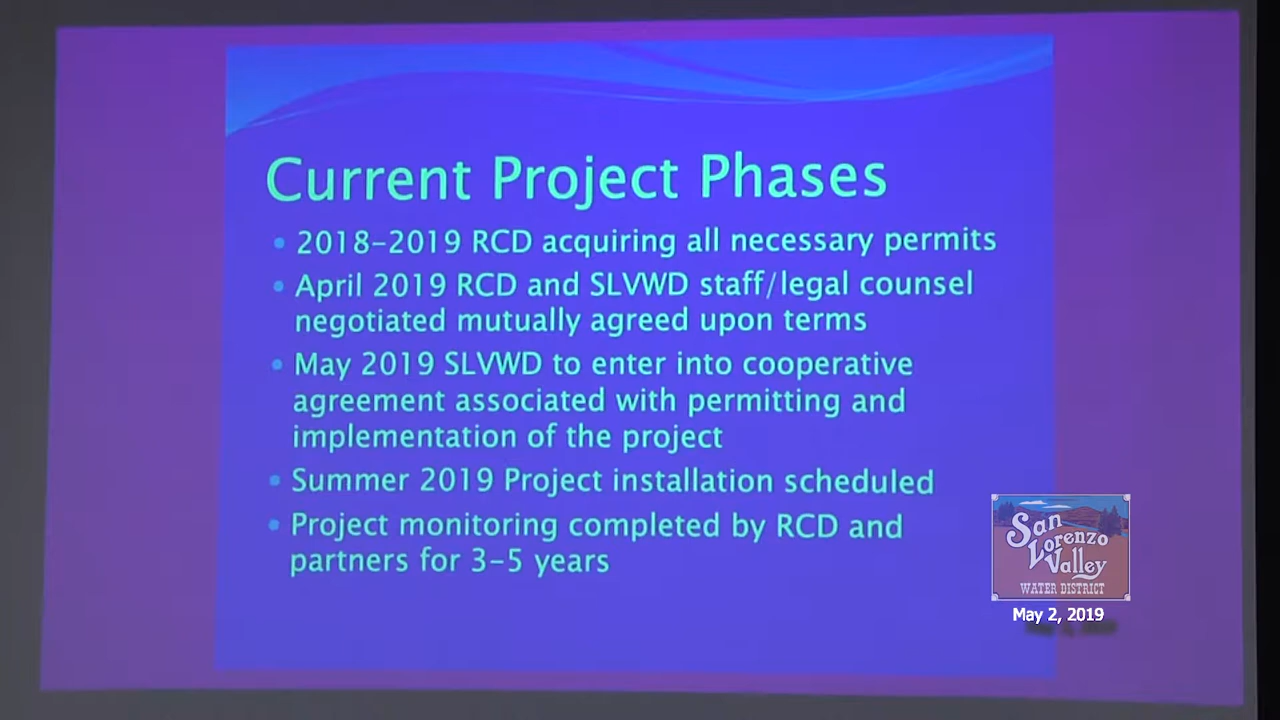 Current Project Phases
• 2018-2019 RCD acquiring all necessary permits
• April 2019 RCD and SLVWD staff/legal counsel
negotiated mutually agreed upon terms
• May 2019 SLVWD to enter into cooperative
agreement associated with permitting and
implementation of the project
• Summer 2019 Project installation scheduled
• Project monitoring completed by RCD and
partners for 3-5 years
San
Lorenzo
Valley
WATER DISTRICT
May 2, 2019